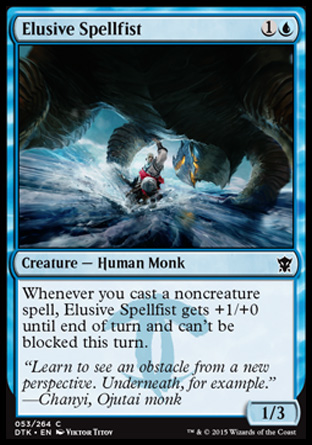 Elusive Spellfist 1
Creature — Human Monk
Whenever you cast a noncreature
spell, Elusive Spellfist gets +1/+0
until end of turn and can't be
blocked this turn.
“Learn to see an obstacle from a new
perspective. Underneath, for example.”
—Chanyi, Ojutai monk
1/3
053/264 C
DTK • EN Viktor Titov
™ & © 2015 Wizards of the Coast